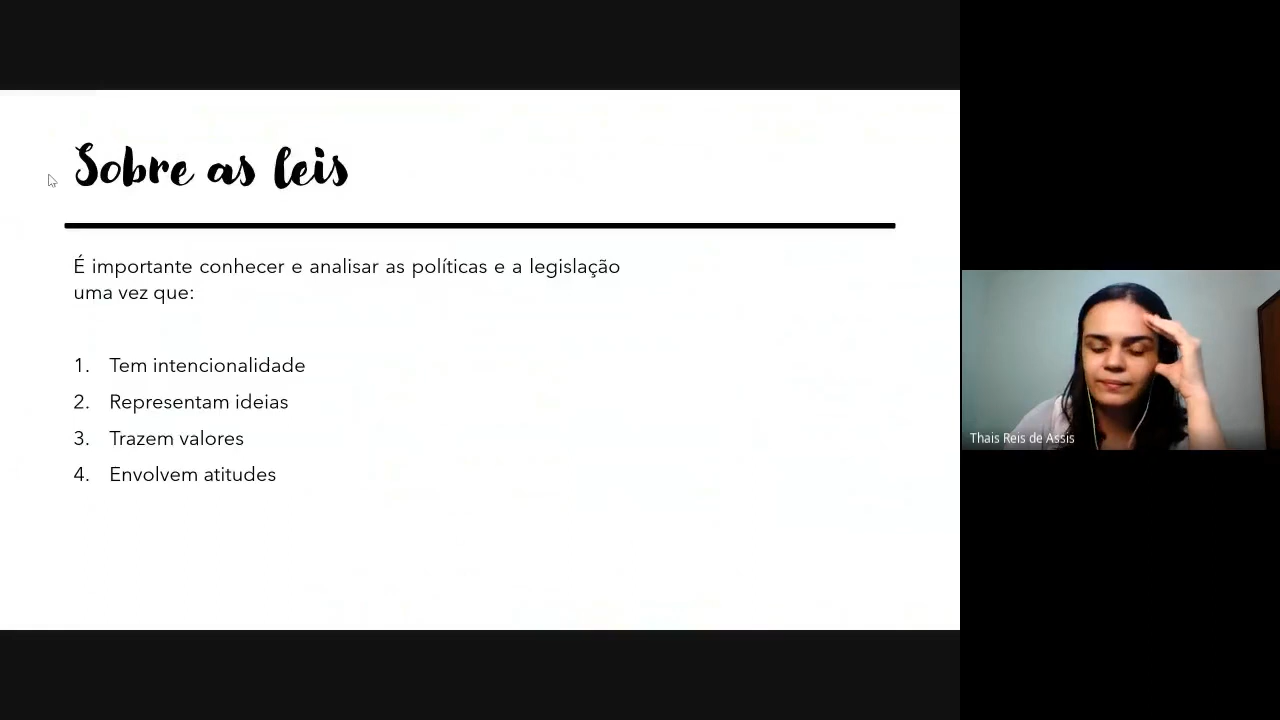 Sobre as leis
É importante conhecer e analisar as políticas e a legislação
uma vez que:
1. Tem intencionalidade
2. Representam ideias
3. Trazem valores
4. Envolvem atitudes
Thais Reis de Assis